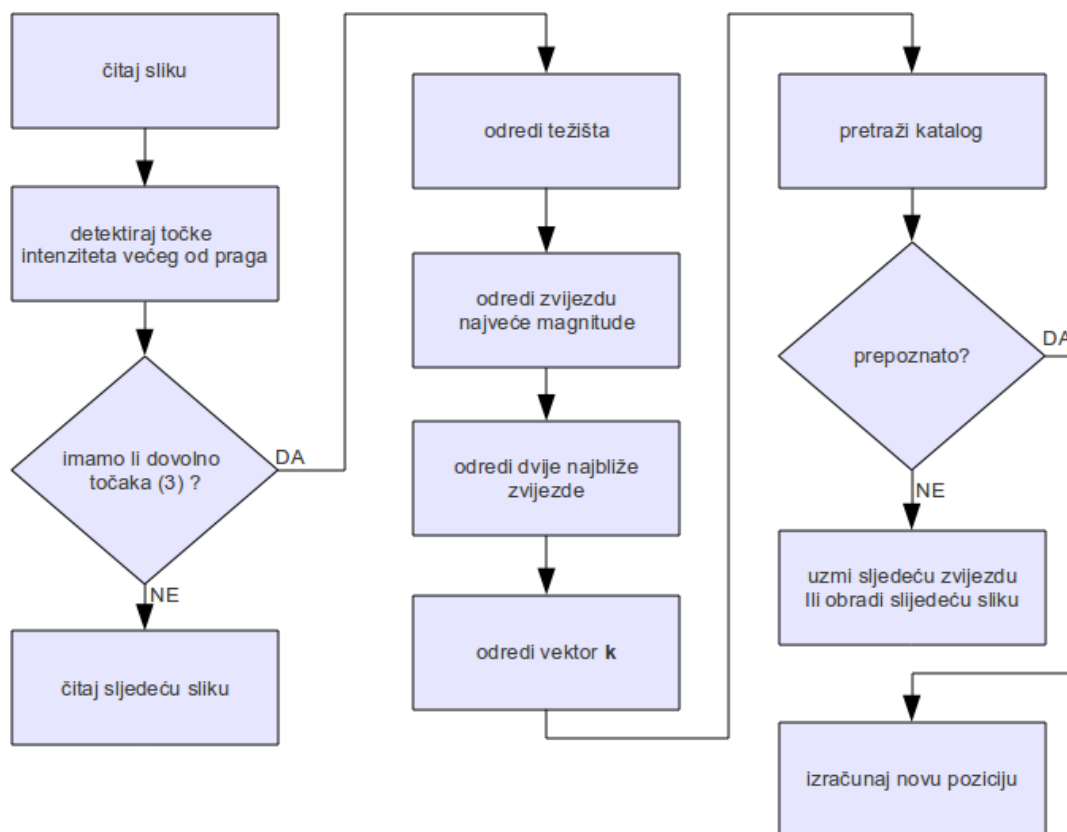 čitaj sliku
detektiraj točke
intenziteta većeg od praga
imamo li dovolno
točaka (3) ?
DA
NE
čitaj sljedeću sliku
odredi težišta
odredi zvijezdu
najveće magnitude
odredi dvije najbliže
zvijezde
odredi vektor k
pretraži katalog
prepoznato?
DA
NE
uzmi sljedeću zvijezdu
Ili obradi slijedeću sliku
izračunaj novu poziciju